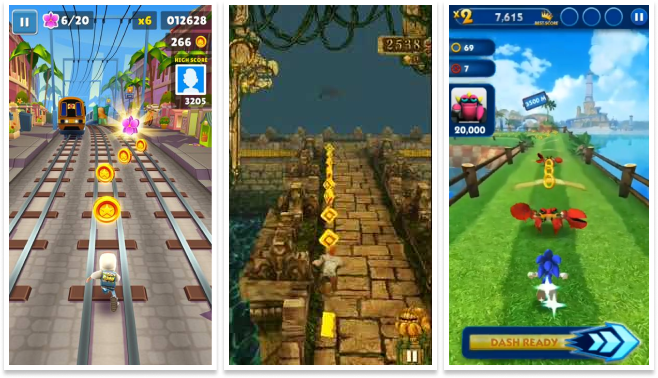 6/20
x6
012628
266
HIGH SCORE
3205
2538
x2
7,615
BEST SCORE
69
7
20,000
3500 M
DASH READY